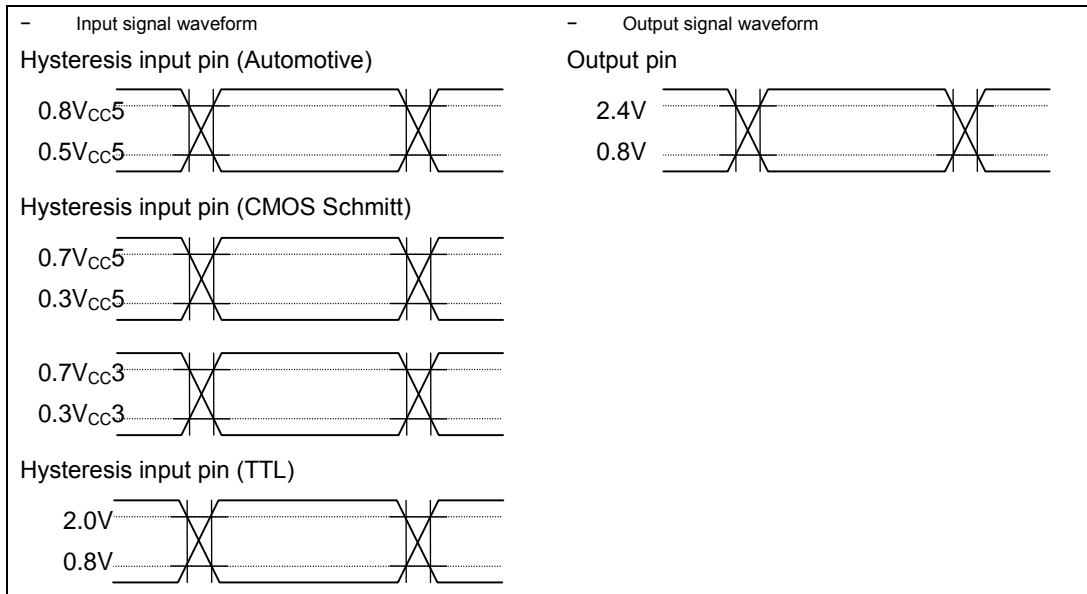 − Input signal waveform
Hysteresis input pin (Automotive)
0.8VCC5
0.5VCC5
Hysteresis input pin (CMOS Schmitt)
0.7VCC5
0.3VCC5
0.7VCC3
0.3VCC3
Hysteresis input pin (TTL)
2.0V
0.8V
− Output signal waveform
Output pin
2.4V
0.8V